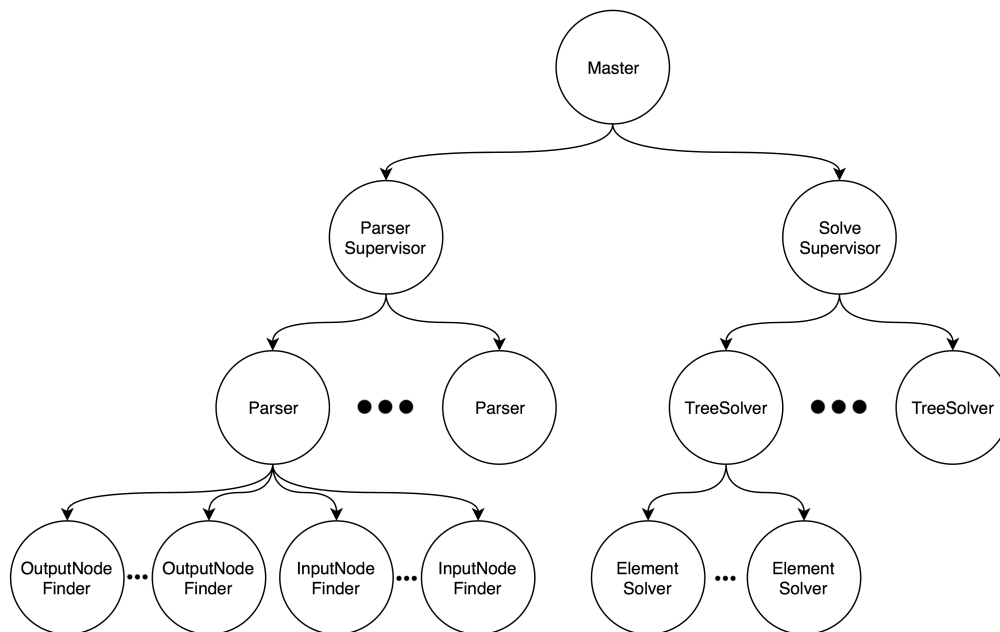 Master
Parser
Supervisor
Solve
Supervisor
Parser
Parser
TreeSolver
TreeSolver
OutputNode
Finder
OutputNode
Finder
InputNode
Finder
InputNode
Finder
Element
Solver
Element
Solver